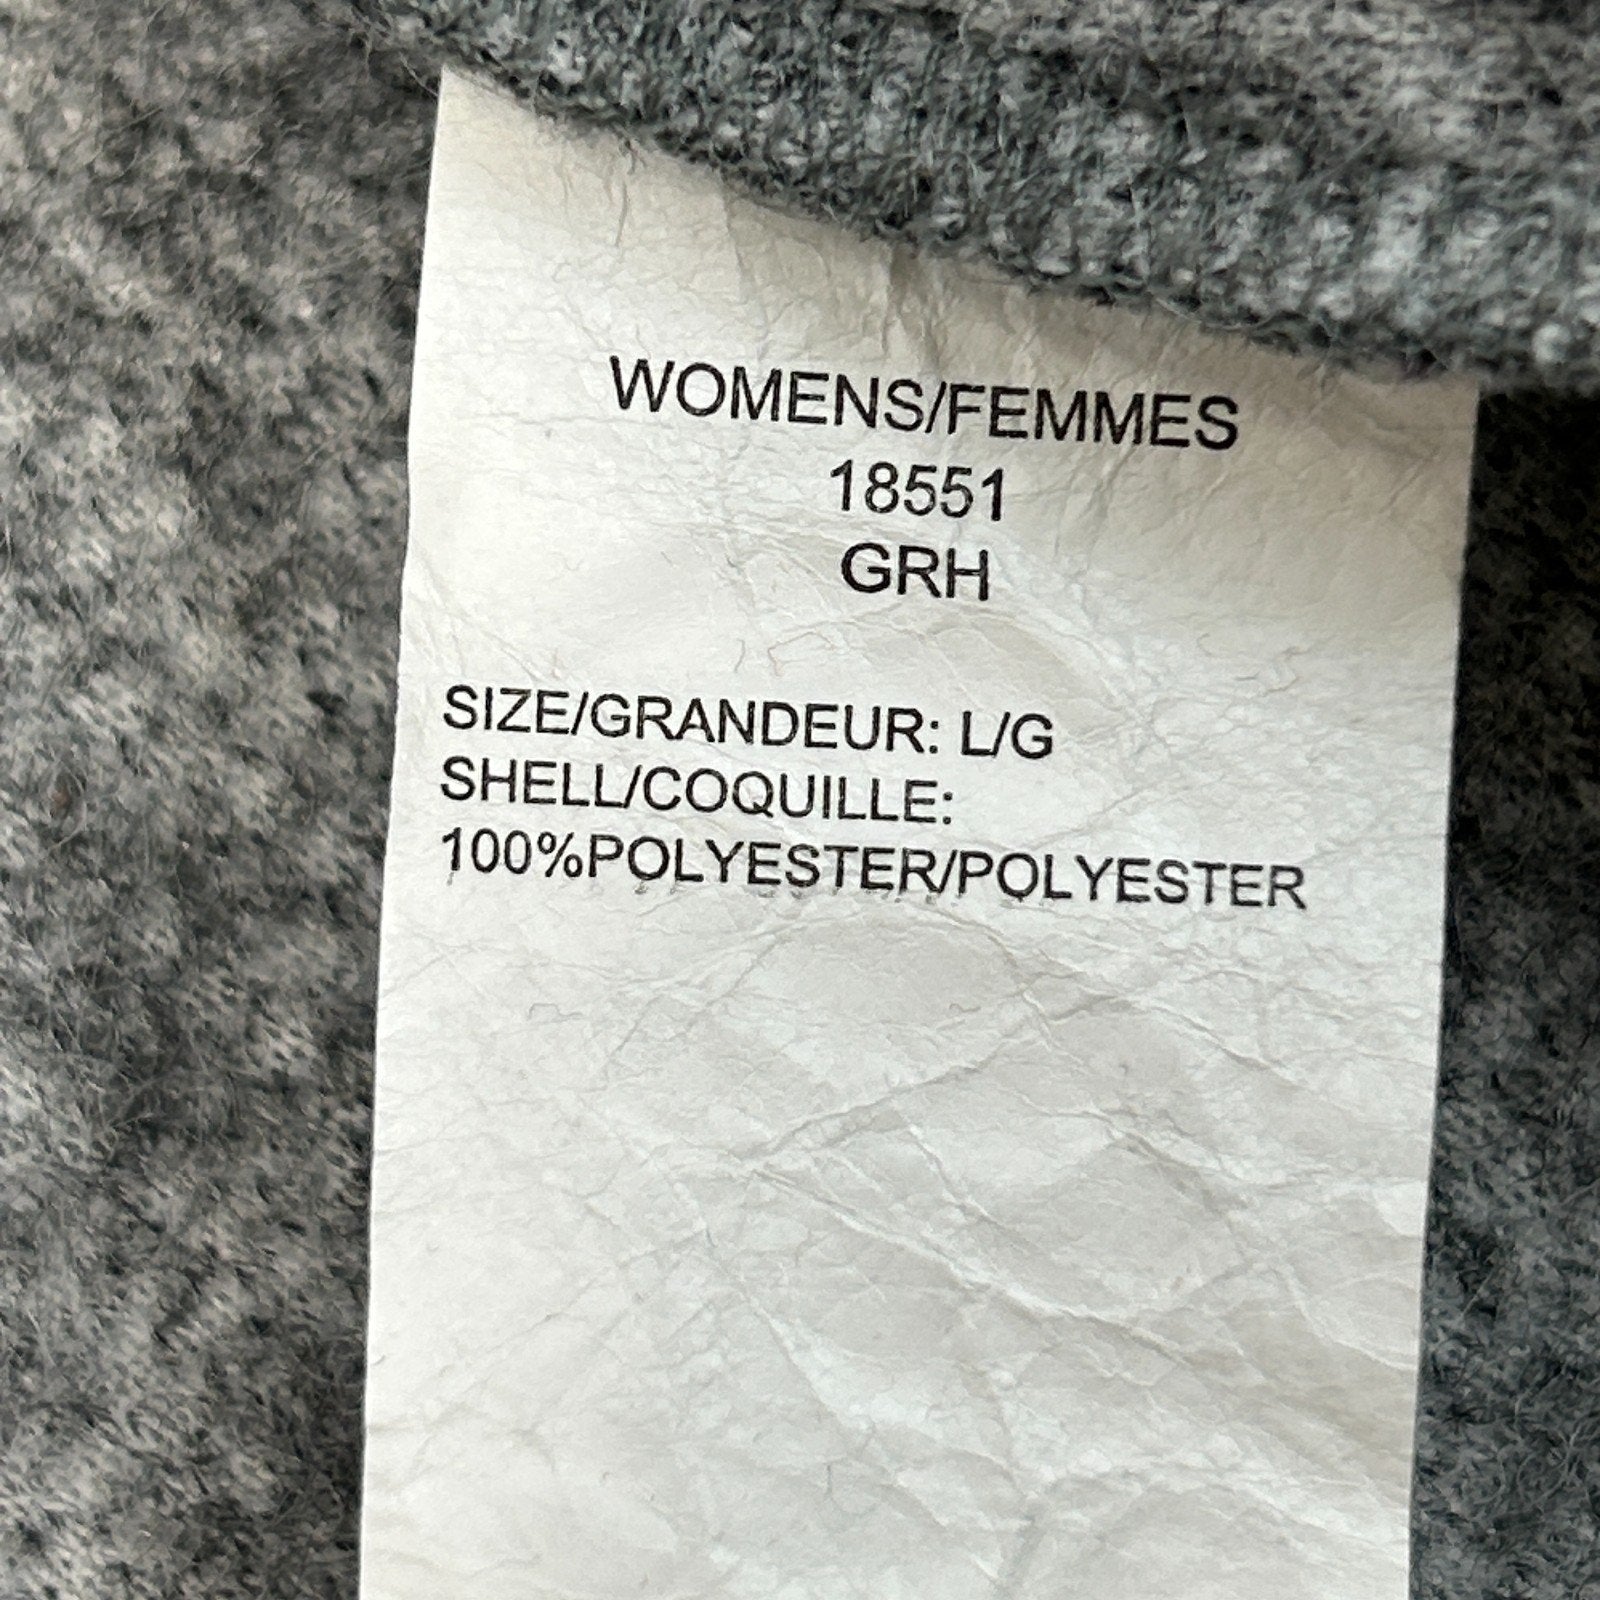 WOMENS/FEMMES
18551
GRH
SIZE/GRANDEUR: L/G
SHELL/COQUILLE:
100%POLYESTER/POLYESTER